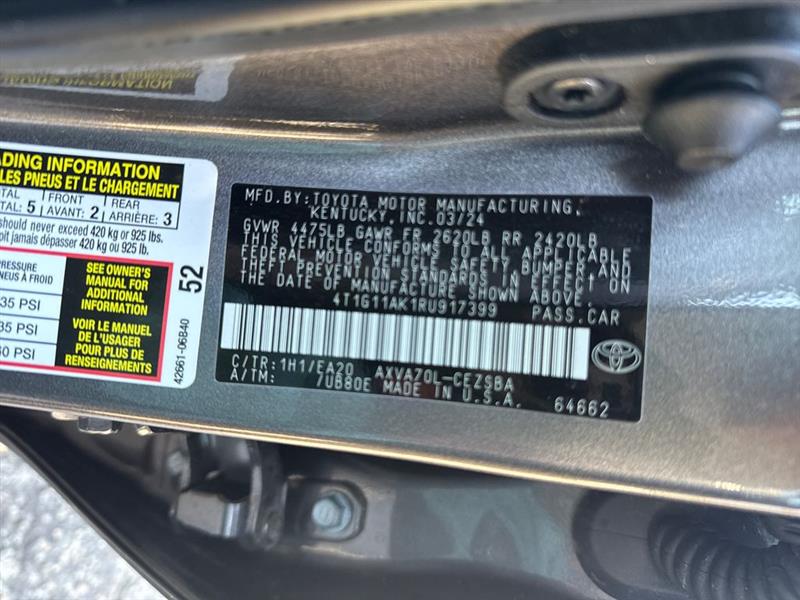 ADING INFORMATION
LES PNEUS ET LE CHARGEMENT
TAL 5 FRONT AVANT: 2 REAR ARRIÈRE: 3
should never exceed 420 kg or 925 lbs.
oit jamais dépasser 420 kg ou 925 lb.
PRESSURE
NEUS À FROID
35 PSI
35 PSI
60 PSI
SEE OWNER'S
MANUAL FOR
ADDITIONAL
INFORMATION
VOIR LE MANUEL
DE L'USAGER
POUR PLUS DE
RENSEIGNEMENTS
52
42661-06B40
MFD.BY:TOYOTA MOTOR MANUFACTURING,
KENTUCKY,INC.03/24
GVWR 4475LB GAWR FR 2620LB RR 2420LB
THIS VEHICLE CONFORMS TO ALL APPLICABLE
FEDERAL MOTOR VEHICLE SAFETY,BUMPER,AND
THEFT PREVENTION STANDARDS IN EFFECT ON
THE DATE OF MANUFACTURE SHOWN ABOVE.
4T1G11AK1RU917399 PASS.CAR
C/TR: 1H1/EA20 AXVA70L-CEZSBA
A/TM: 7UB80E MADE IN U.S.A.
64662